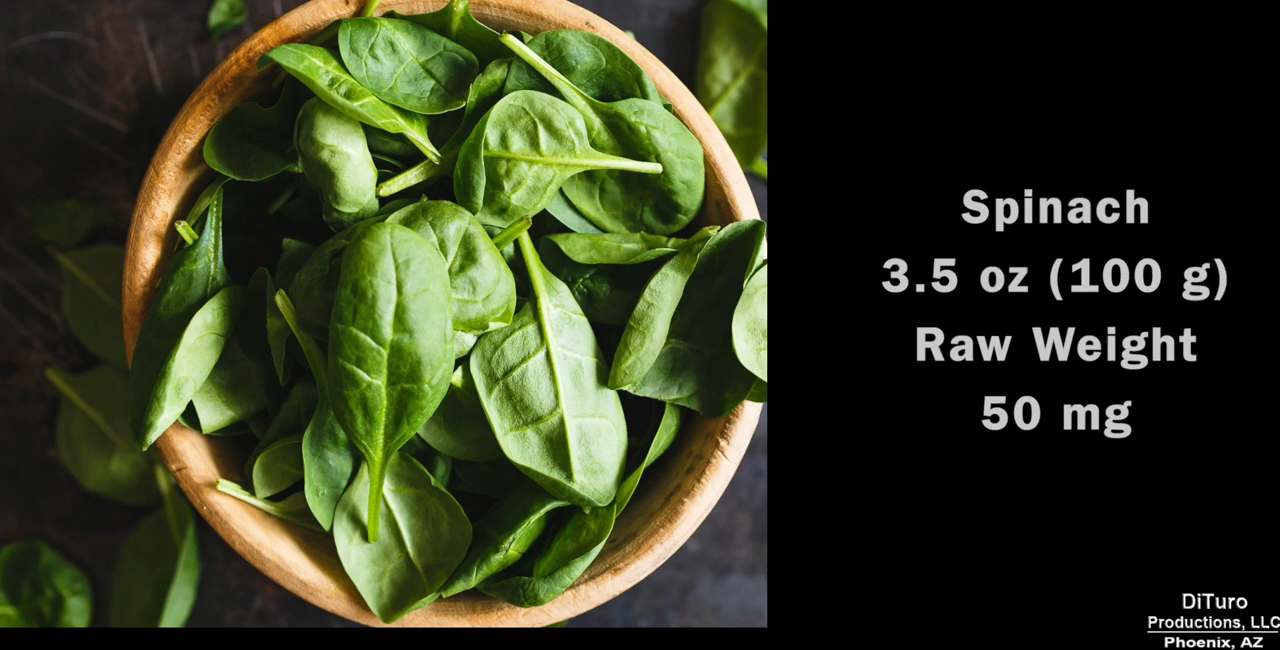 Spinach
3.5 oz (100 g)
Raw Weight
50 mg
DiTuro
Productions, LLC
Phoenix, AZ